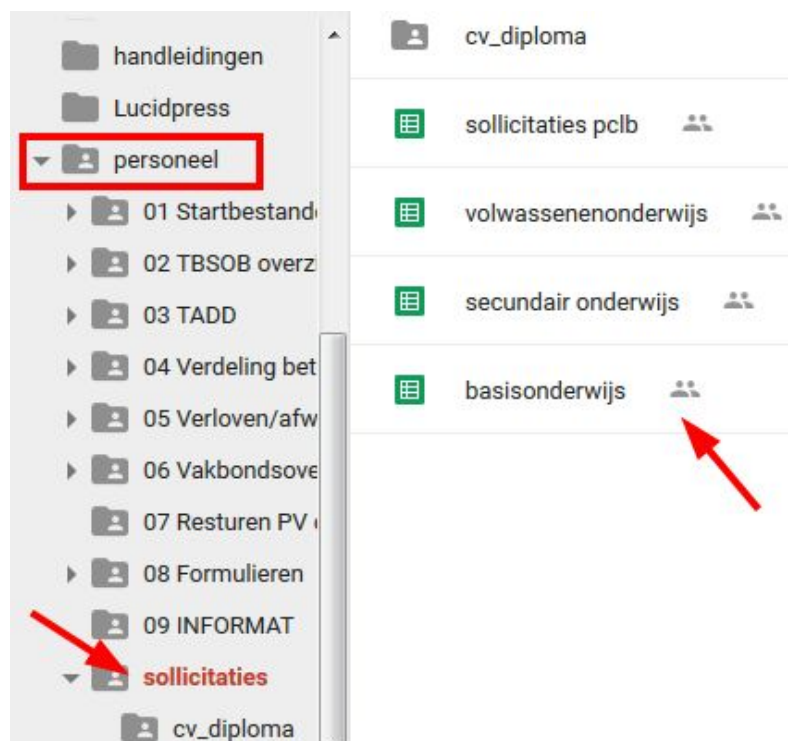 handleidingen
Lucidpress
personeel
01 Startbestand
02 TBSOB overz
03 TADD
04 Verdeling bet
05 Verloven/afw
06 Vakbondsove
07 Resturen PV
08 Formulieren
09 INFORMAT
sollicitaties
cv_diploma
cv_diploma
sollicitaties pclb
volwassenenonderwijs
secundair onderwijs
basisonderwijs